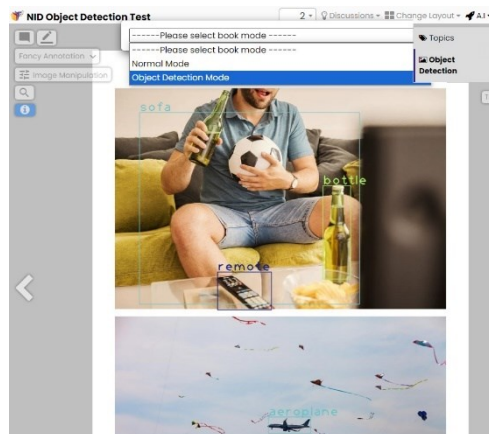 NID Object Detection Test
2
Discussions
Change Layout
A.I
------Please select book mode ------
------Please select book mode ------
Normal Mode
Object Detection Mode
Topics
Object
Detection
Fancy Annotation
Image Manipulation
sofa
bottle
remote
aeroplane